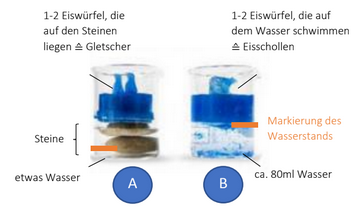 1-2 Eiswürfel, die
auf den Steinen
liegen ≙ Gletscher
1-2 Eiswürfel, die auf
dem Wasser schwimmen
≙ Eisschollen
Markierung des
Wasserstands
Steine
etwas Wasser
A
B
ca. 80ml Wasser